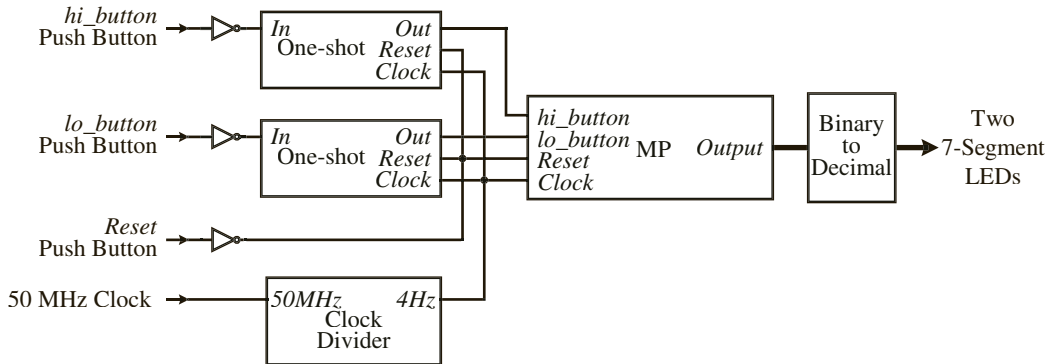 hi_button
Push Button
In
One-shot
Out
Reset
Clock
lo_button
Push Button
In
One-shot
Out
Reset
Clock
hi_button
lo_button
Reset
Clock
MP
Output
Binary
to
Decimal
Two
7-Segment
LEDs
Reset
Push Button
50 MHz Clock
50MHz
4Hz
Clock
Divider